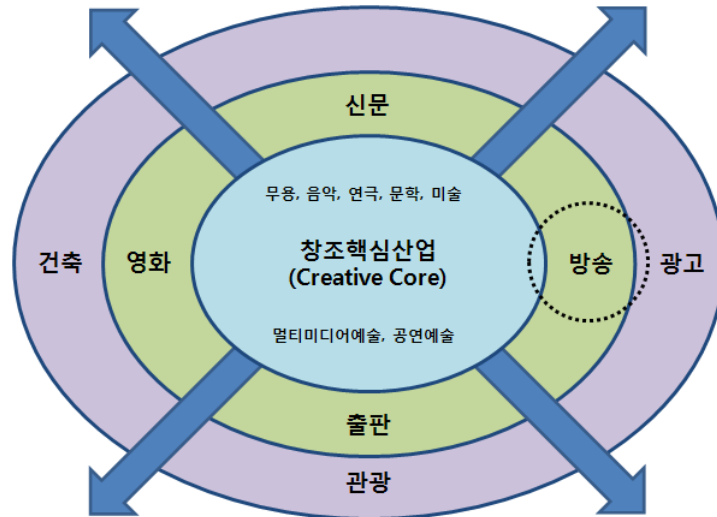 신문
무용, 음악, 연극, 문학, 미술
건축
영화
창조핵심산업
(Creative Core)
방송
광고
멀티미디어예술, 공연예술
출판
관광